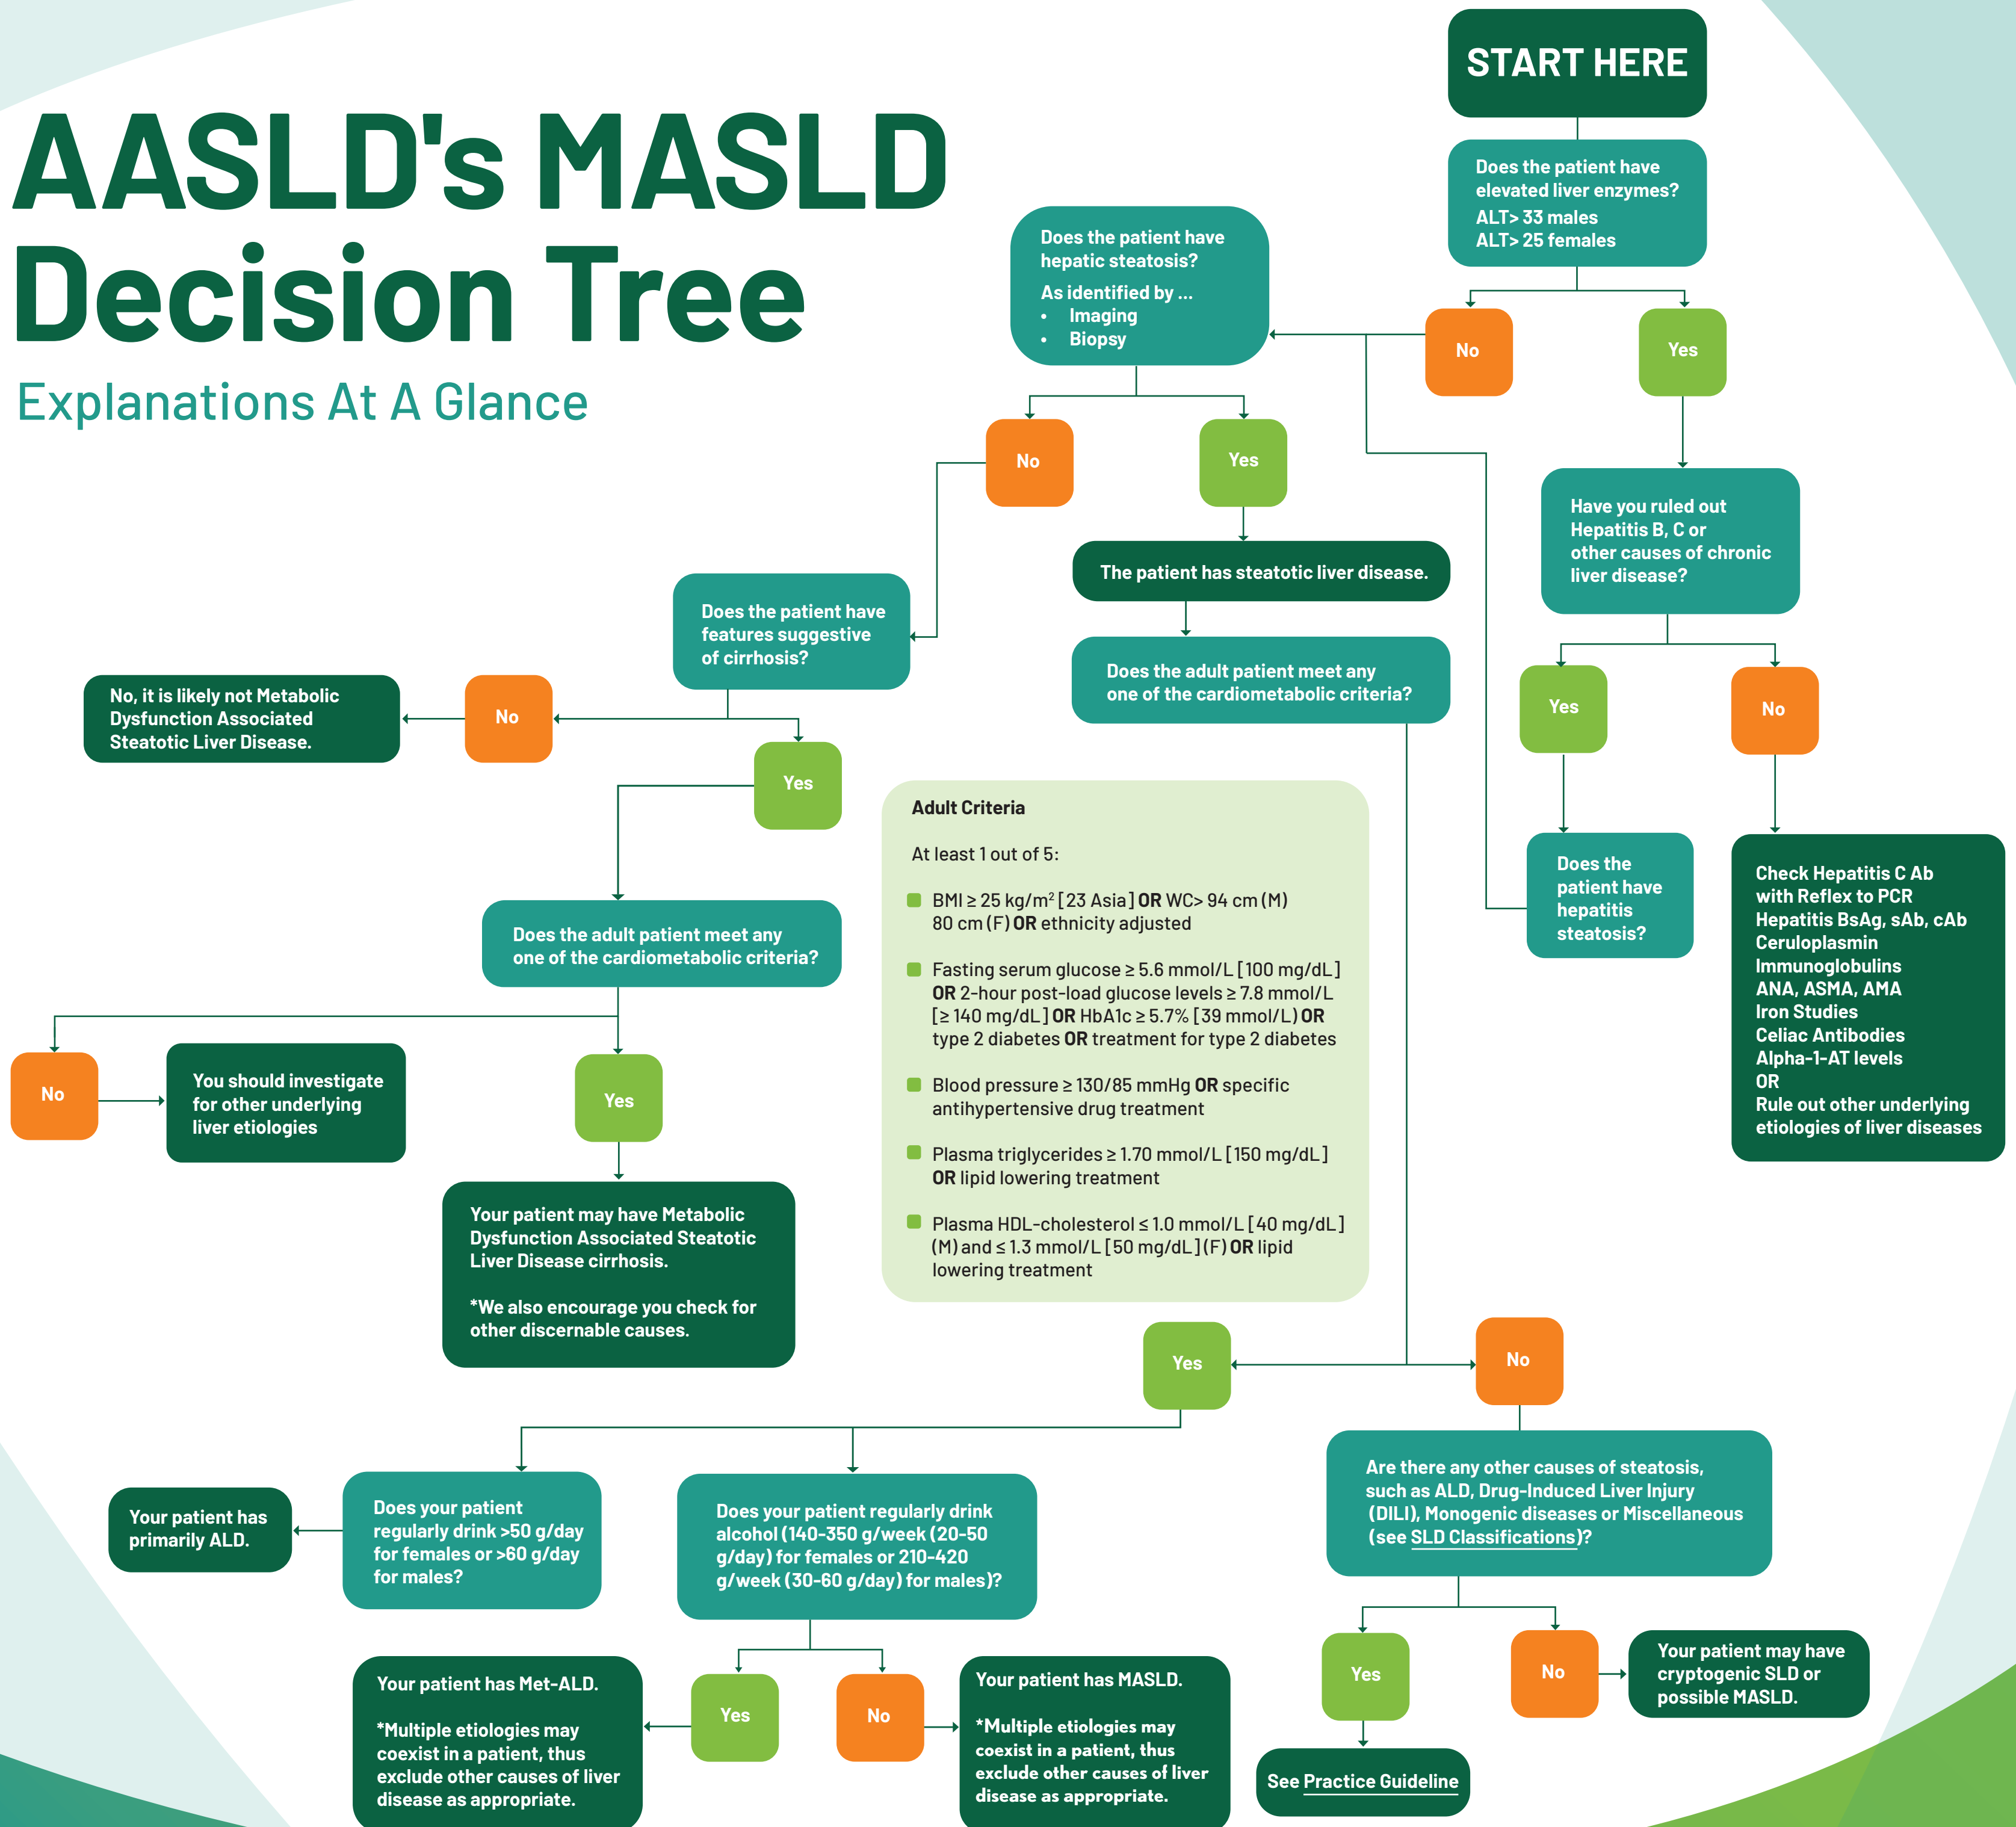 AASLD's MASLD
Decision Tree
Explanations At A Glance
START HERE
Does the patient have
elevated liver enzymes?
ALT> 33 males
ALT> 25 females
No
Yes
Does the patient have
hepatic steatosis?
As identified by ...
• Imaging
• Biopsy
No
Yes
Have you ruled out
Hepatitis B, C or
other causes of chronic
liver disease?
Yes
No
Does the
patient have
hepatitis
steatosis?
Check Hepatitis C Ab
with Reflex to PCR
Hepatitis BsAg, sAb, cAb
Ceruloplasmin
Immunoglobulins
ANA, ASMA, AMA
Iron Studies
Celiac Antibodies
Alpha-1-AT levels
OR
Rule out other underlying
etiologies of liver diseases
The patient has steatotic liver disease.
Does the adult patient meet any
one of the cardiometabolic criteria?
Does the patient have
features suggestive
of cirrhosis?
No
No, it is likely not Metabolic
Dysfunction Associated
Steatotic Liver Disease.
Yes
Does the adult patient meet any
one of the cardiometabolic criteria?
No
You should investigate
for other underlying
liver etiologies
Yes
Your patient may have Metabolic
Dysfunction Associated Steatotic
Liver Disease cirrhosis.
*We also encourage you check for
other discernable causes.
Adult Criteria
At least 1 out of 5:
BMI ≥ 25 kg/m² [23 Asia] OR WC> 94 cm (M)
80 cm (F) OR ethnicity adjusted
Fasting serum glucose ≥ 5.6 mmol/L [100 mg/dL]
OR 2-hour post-load glucose levels ≥ 7.8 mmol/L
[≥ 140 mg/dL] OR HbA1c ≥ 5.7% [39 mmol/L) OR
type 2 diabetes OR treatment for type 2 diabetes
Blood pressure ≥ 130/85 mmHg OR specific
antihypertensive drug treatment
Plasma triglycerides ≥ 1.70 mmol/L [150 mg/dL]
OR lipid lowering treatment
Plasma HDL-cholesterol ≤ 1.0 mmol/L [40 mg/dL]
(M) and ≤ 1.3 mmol/L [50 mg/dL] (F) OR lipid
lowering treatment
Yes
No
Does your patient
regularly drink >50 g/day
for females or >60 g/day
for males?
Your patient has
primarily ALD.
Does your patient regularly drink
alcohol (140-350 g/week (20-50
g/day) for females or 210-420
g/week (30-60 g/day) for males)?
Yes
No
Your patient has Met-ALD.
*Multiple etiologies may
coexist in a patient, thus
exclude other causes of liver
disease as appropriate.
Your patient has MASLD.
*Multiple etiologies may
coexist in a patient, thus
exclude other causes of liver
disease as appropriate.
Are there any other causes of steatosis,
such as ALD, Drug-Induced Liver Injury
(DILI), Monogenic diseases or Miscellaneous
(see SLD Classifications)?
Yes
No
Your patient may have
cryptogenic SLD or
possible MASLD.
See Practice Guideline